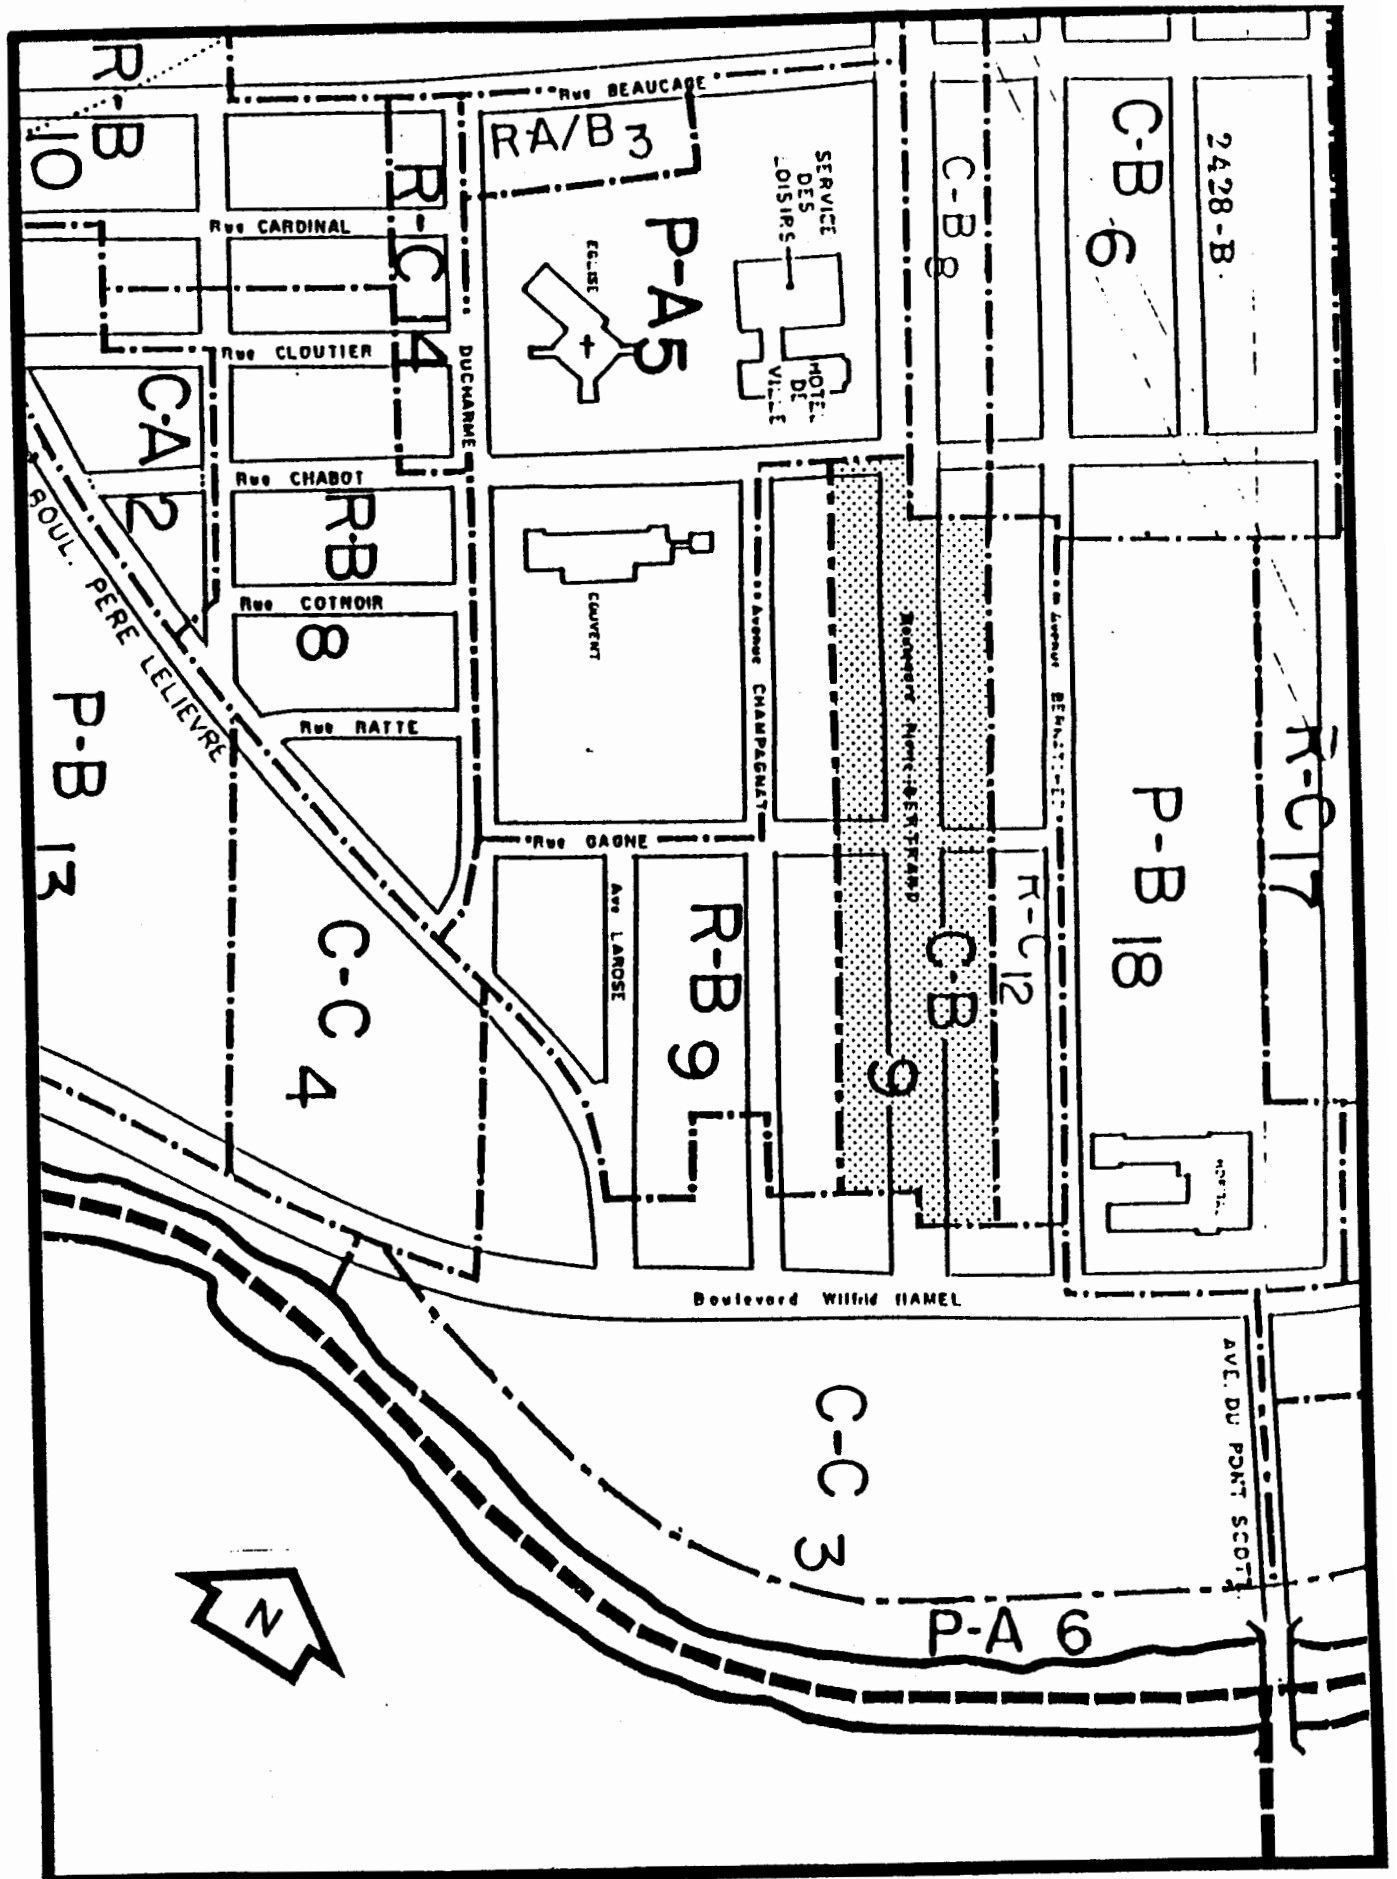 R-B
10
Rue BEAUCAGE
RA/B 3
R-C 14
Rue CARDINAL
Rue CLOUTIER
DUCHARME
EGLISE
P-A 5
SERVICE
DES
LOISIRS
HOTEL
DE
VILLE
C-B 8
C-B 6
2428-B
C-A 2
Rue CHABOT
R-B 8
Rue COTNOIR
Rue RATTE
BOUL. PERE LELIEVRE
P-B 13
COUVENT
Avenue CHAMPAGNAT
Rue GAGNE
Ave LAROSE
R-B 9
C-B 9
R-C 12
Avenue
P-B 18
R-C 17
C-C 4
Boulevard Wilfrid HAMEL
AVE. DU PONT SCOTT
C-C 3
P-A 6
N